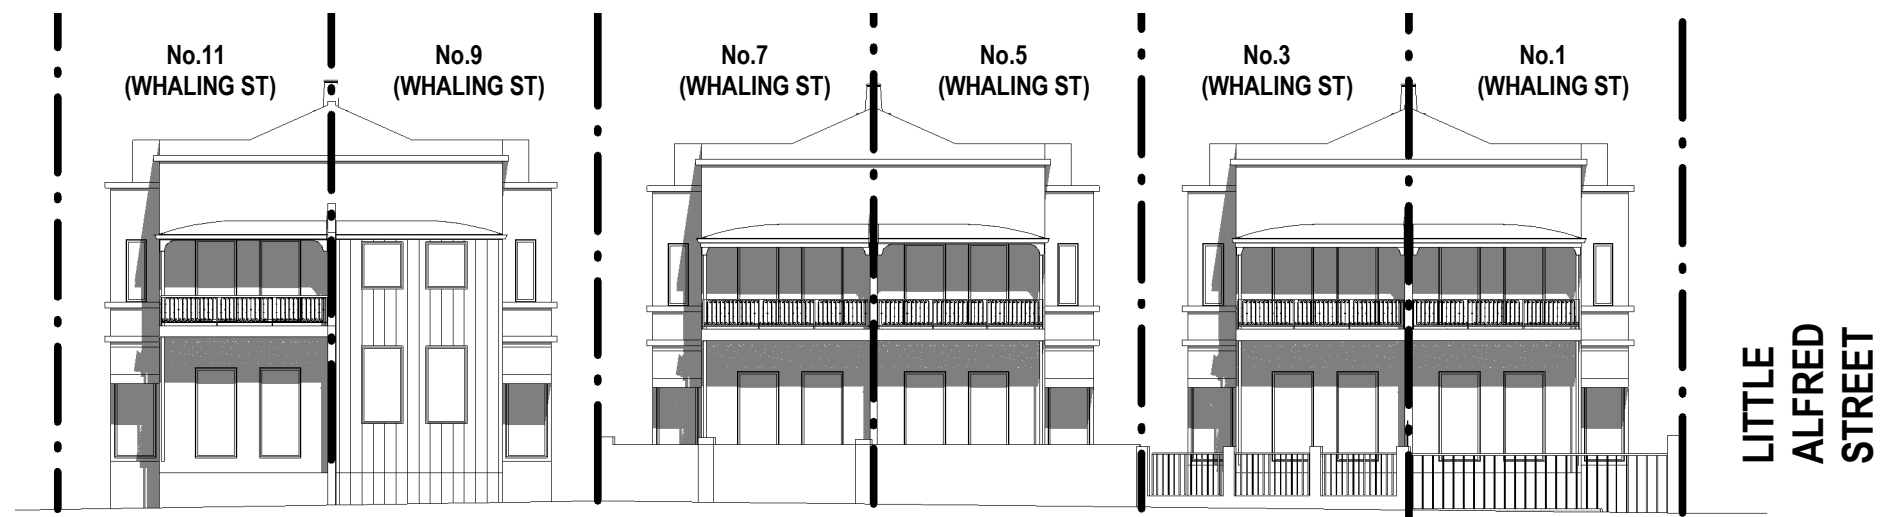 No.11
(WHALING ST)
No.9
(WHALING ST)
No.7
(WHALING ST)
No.5
(WHALING ST)
No.3
(WHALING ST)
No.1
(WHALING ST)
LITTLE
ALFRED
STREET